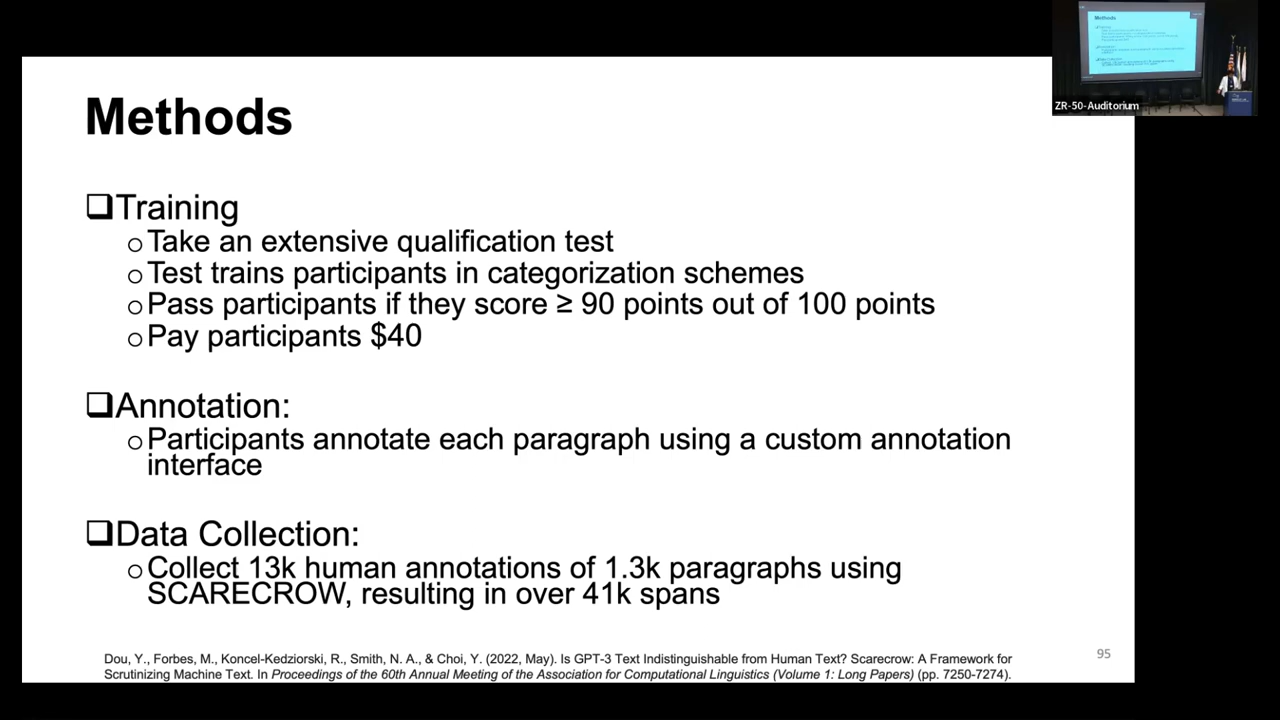 Methods
❑Training
○Take an extensive qualification test
○Test trains participants in categorization schemes
○Pass participants if they score ≥ 90 points out of 100 points
○Pay participants $40
❑Annotation:
○Participants annotate each paragraph using a custom annotation
interface
❑Data Collection:
○Collect 13k human annotations of 1.3k paragraphs using
SCARECROW, resulting in over 41k spans
Dou, Y., Forbes, M., Koncel-Kedziorski, R., Smith, N. A., & Choi, Y. (2022, May). Is GPT-3 Text Indistinguishable from Human Text? Scarecrow: A Framework for
Scrutinizing Machine Text. In Proceedings of the 60th Annual Meeting of the Association for Computational Linguistics (Volume 1: Long Papers) (pp. 7250-7274).
95
Methods
ZR-50-Auditorium